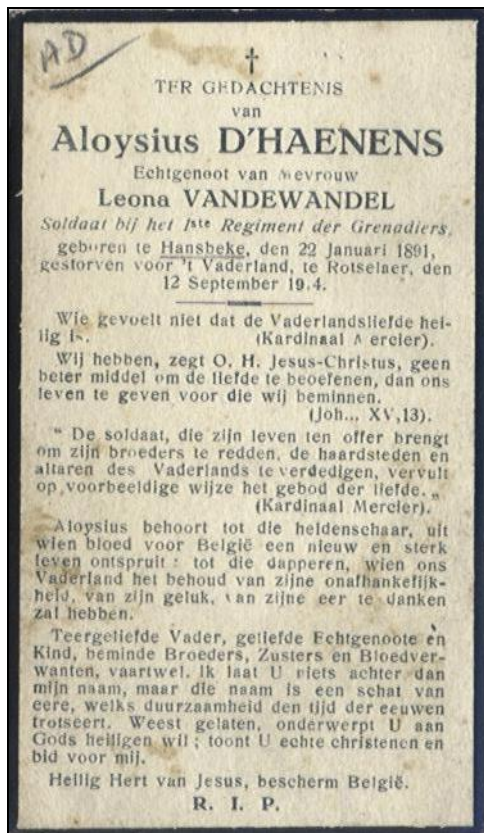 AD
TER GEDACHTENIS
van
Aloysius D'HAENENS
Echtgenoot van Mevrouw
Leona VANDEWANDEL
Soldaat bij het 1ste Regiment der Grenadiers,
geboren te Hansbeke, den 22 Januari 1891,
gestorven voor 't Vaderland, te Rotselaer, den
12 September 19.4.
Wie gevoelt niet dat de Vaderlandsliefde hei-
lig is. (Kardinaal Mercier).
Wij hebben, zegt O. H. Jesus-Christus, geen
beter middel om de liefde te beoefenen, dan ons
leven te geven voor die wij beminnen.
(Joh... XV,13).
" De soldaat, die zijn leven ten offer brengt
om zijn broeders te redden, de haardsteden en
altaren des Vaderlands te verdedigen, vervult
op voorbeeldige wijze het gebod der liefde. „
(Kardinaal Mercier).
Aloysius behoort tot die heldenschaar, uit
wien bloed voor België een nieuw en sterk
leven ontspruit : tot die dapperen, wien ons
Vaderland het behoud van zijne onafhankelijk-
heid, van zijn geluk, van zijne eer te danken
zal hebben.
Teergeliefde Vader, geliefde Echtgenoote en
Kind, beminde Broeders, Zusters en Bloedver-
wanten, vaartwel. Ik laat U niets achter dan
mijn naam, maar die naam is een schat van
eere, welks duurzaamheid den tijd der eeuwen
trotseert. Weest gelaten, onderwerpt U aan
Gods heiligen wil ; toont U echte christenen en
bid voor mij.
Heilig Hert van Jesus, bescherm België.
R. I. P.